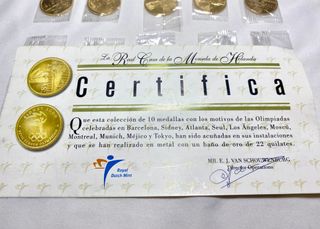 La Real Casa de la Moneda de Holanda
Certifica
Que esta colección de 10 medallas con los motivos de las Olimpiadas
celebradas en Barcelona, Sidney, Atlanta, Seul, Los Angeles, Moscú,
Montreal, Munich, Méjico y Tokyo, han sido acuñadas en sus instalaciones
y que se han realizado en metal con un baño de oro de 22 quilates.
Royal
Dutch Mint
MR. E. J. VAN SCHOUWENBURG
Director Operations